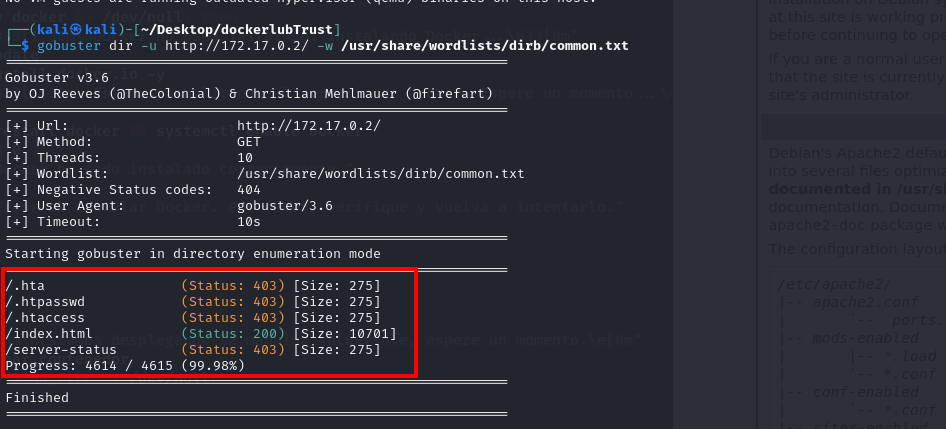 No VM guests are running outdated hypervisor (qemu) binaries on this host.
┌──(kali㉿kali)-[~/Desktop/dockerlubTrust]
└─$ gobuster dir -u http://172.17.0.2/ -w /usr/share/wordlists/dirb/common.txt
===============================================================
Gobuster v3.6
by OJ Reeves (@TheColonial) & Christian Mehlmauer (@firefart)
===============================================================
[+] Url:                     http://172.17.0.2/
[+] Method:                  GET
[+] Threads:                 10
[+] Wordlist:                /usr/share/wordlists/dirb/common.txt
[+] Negative Status codes:   404
[+] User Agent:              gobuster/3.6
[+] Timeout:                 10s
===============================================================
Starting gobuster in directory enumeration mode
===============================================================
/.hta                 (Status: 403) [Size: 275]
/.htpasswd            (Status: 403) [Size: 275]
/.htaccess            (Status: 403) [Size: 275]
/index.html           (Status: 200) [Size: 10701]
/server-status        (Status: 403) [Size: 275]
Progress: 4614 / 4615 (99.98%)
===============================================================
Finished
===============================================================
at this site is working pr
before continuing to ope
If you are a normal user
that the site is currently
site's administrator.
Debian's Apache2 defau
into several files optimiz
documented in /usr/sh
documentation. Docume
apache2-doc package w
The configuration layout
/etc/apache2/
|-- apache2.conf
|       `--  ports.
|-- mods-enabled
|       |-- *.load
|       `-- *.conf
|-- conf-enabled
|       `-- *.conf
|-- sites-enabled